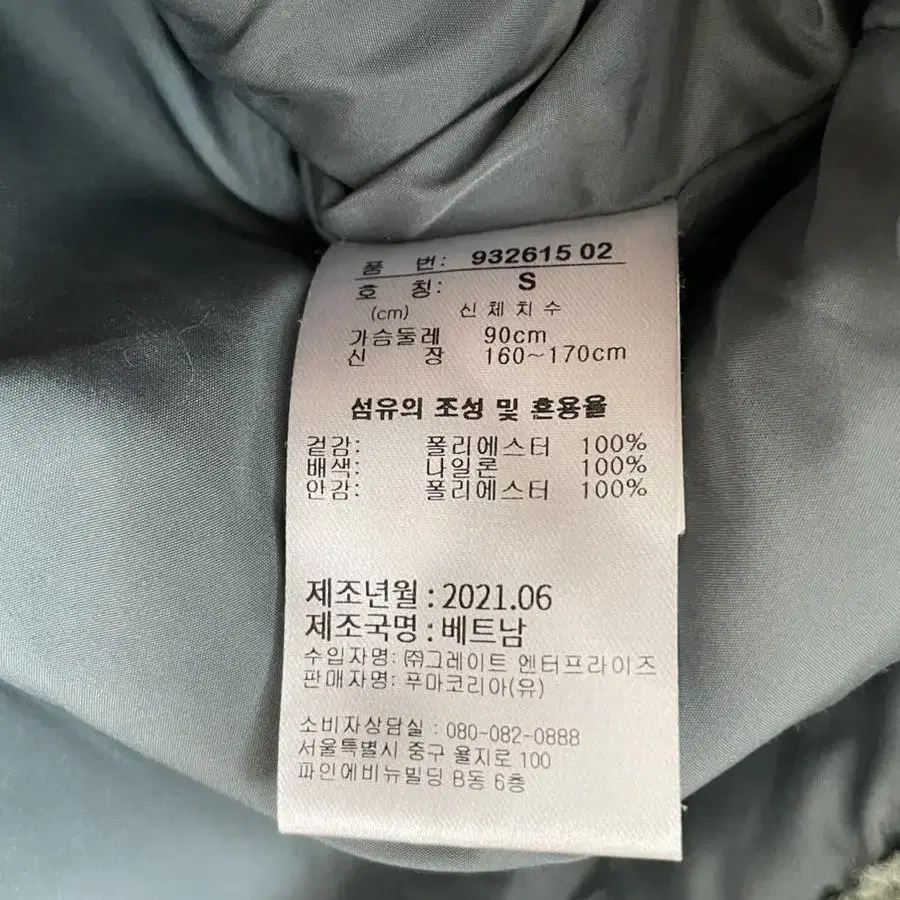 품 번: 932615 02
호 칭: S
(cm) 신체치수
가슴둘레 90cm
신 장 160~170cm
섬유의 조성 및 혼용율
겉감: 폴리에스터 100%
배색: 나일론 100%
안감: 폴리에스터 100%
제조년월 : 2021.06
제조국명 : 베트남
수입자명: ㈜그레이트 엔터프라이즈
판매자명: 푸마코리아(유)
소비자상담실 : 080-082-0888
서울특별시 중구 을지로 100
파인에비뉴빌딩 B동 6층